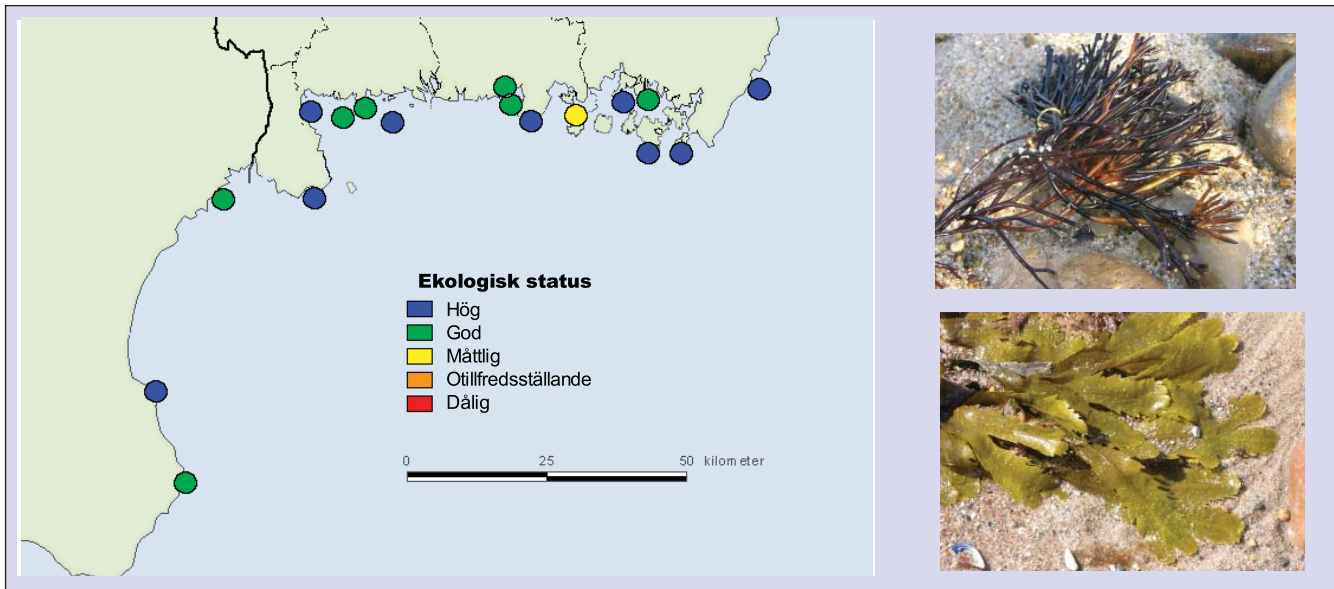 Ekologisk status
Hög
God
Måttlig
Otillfredsställande
Dålig
0 25 50 kilometer